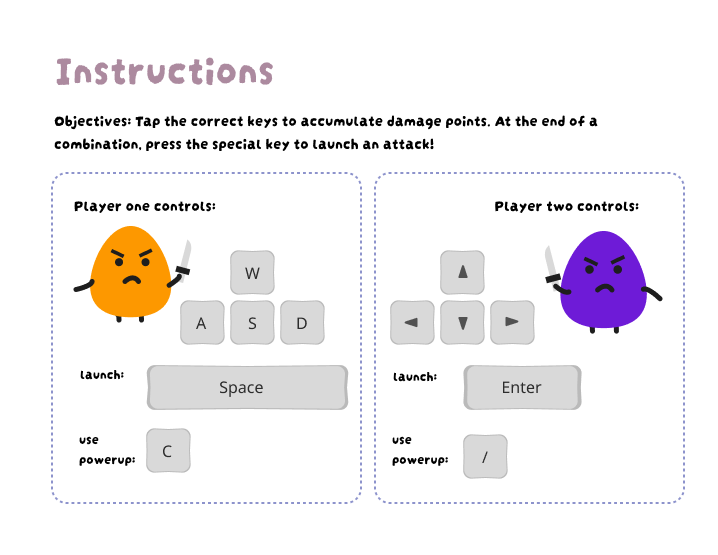 Instructions
Objectives: Tap the correct keys to accumulate damage points. At the end of a
combination, press the special key to launch an attack!
Player one controls:
W
A S D
launch:
Space
use
powerup:
C
Player two controls:
launch:
Enter
use
powerup:
/